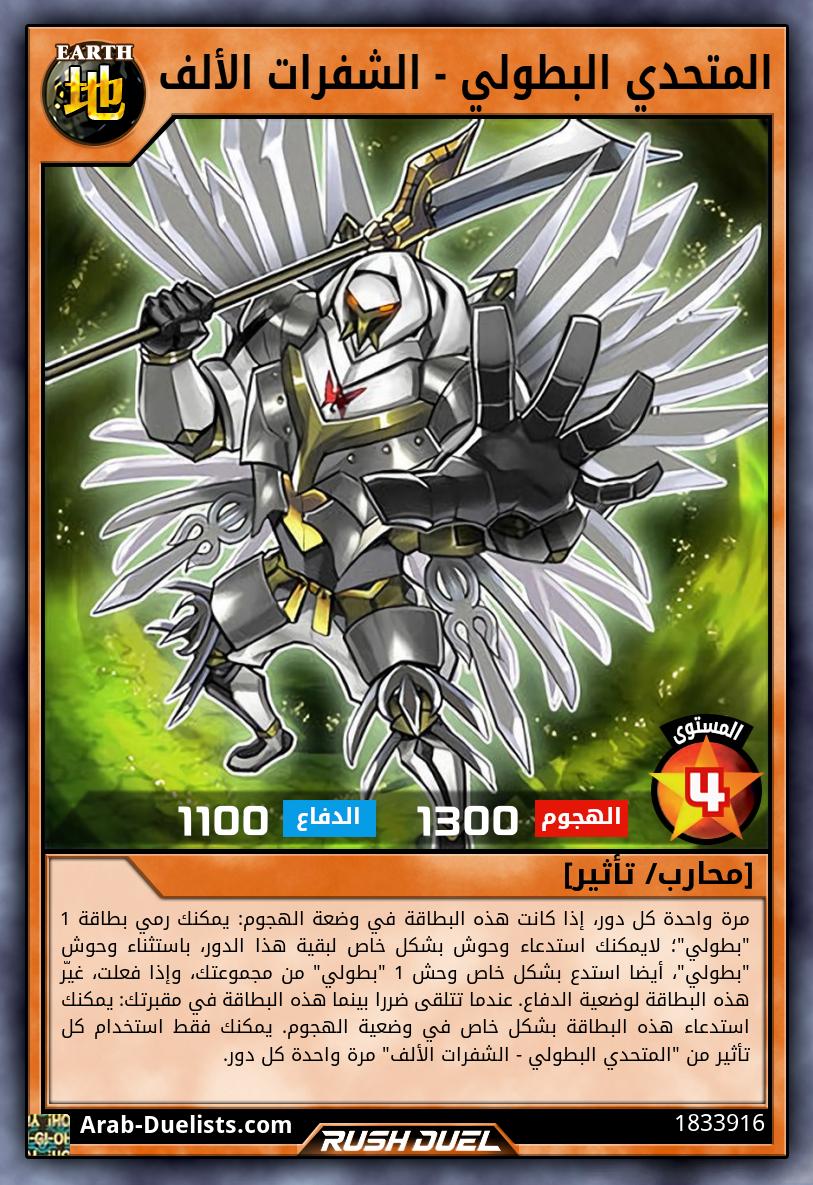 EARTH
地
المتحدي البطولي - الشفرات الألف
المستوى
4
الهجوم 1300 الدفاع 1100
[محارب/ تأثير]
مرة واحدة كل دور، إذا كانت هذه البطاقة في وضعة الهجوم: يمكنك رمي بطاقة 1
"بطولي"؛ لايمكنك استدعاء وحوش بشكل خاص لبقية هذا الدور، باستثناء وحوش
"بطولي"، أيضا استدع بشكل خاص وحش 1 "بطولي" من مجموعتك، وإذا فعلت، غيّر
هذه البطاقة لوضعية الدفاع. عندما تتلقى ضررا بينما هذه البطاقة في مقبرتك: يمكنك
استدعاء هذه البطاقة بشكل خاص في وضعية الهجوم. يمكنك فقط استخدام كل
تأثير من "المتحدي البطولي - الشفرات الألف" مرة واحدة كل دور.
Arab-Duelists.com
RUSH DUEL
1833916